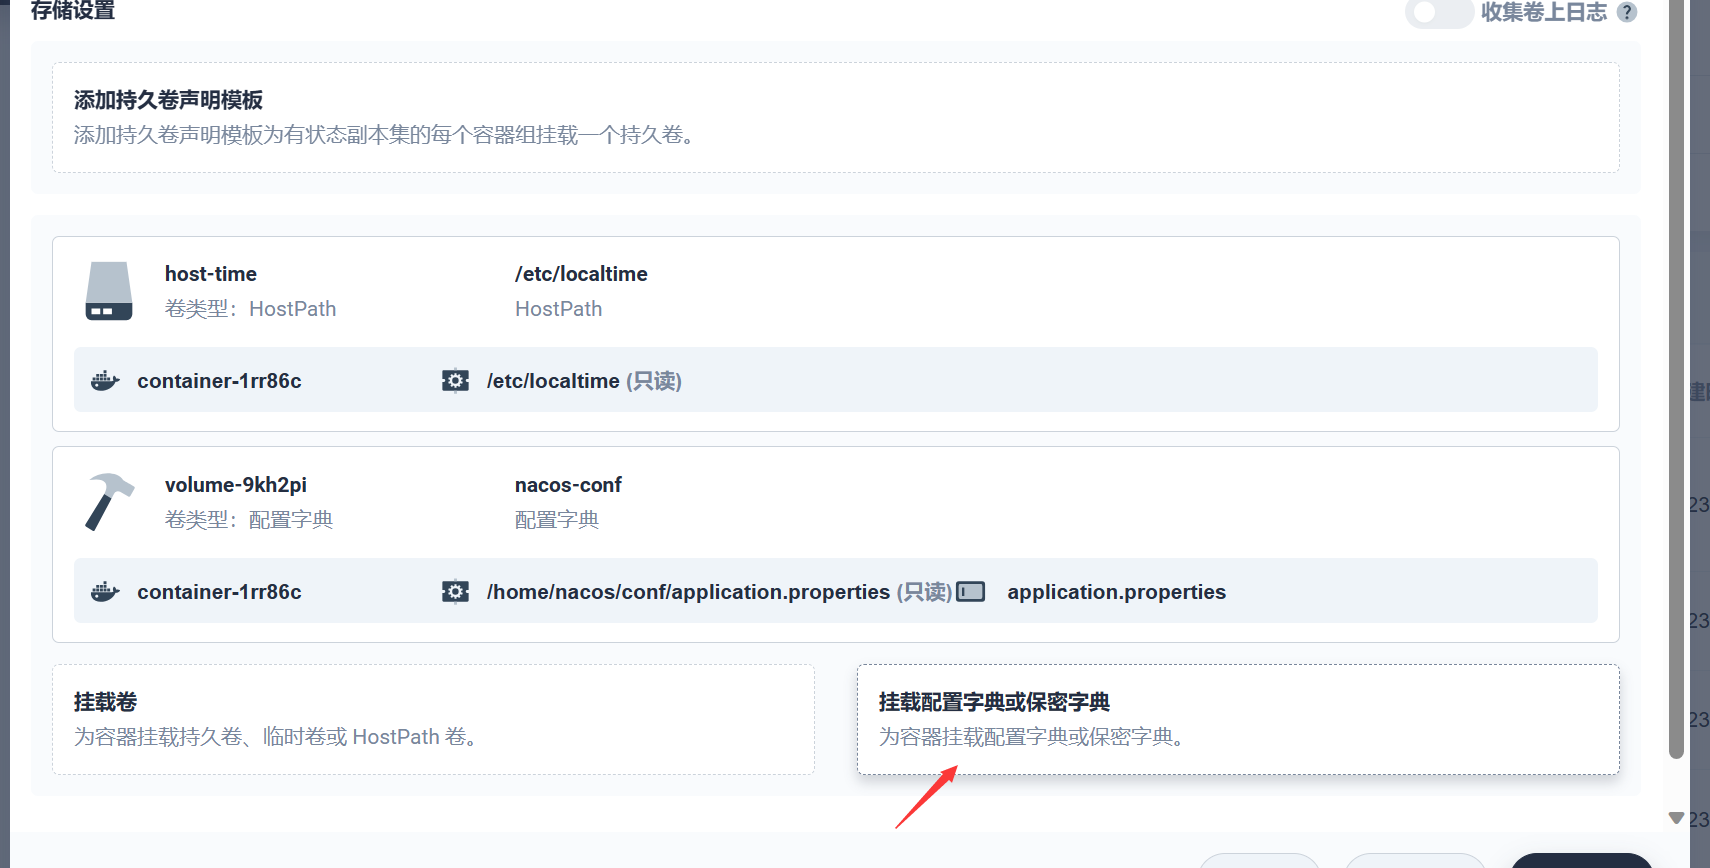 存储设置
收集卷上日志 ?
添加持久卷声明模板
添加持久卷声明模板为有状态副本集的每个容器组挂载一个持久卷。
host-time
/etc/localtime
卷类型：HostPath
HostPath
container-1rr86c
/etc/localtime (只读)
volume-9kh2pi
nacos-conf
卷类型：配置字典
配置字典
container-1rr86c
/home/nacos/conf/application.properties (只读)
application.properties
挂载卷
为容器挂载持久卷、临时卷或 HostPath 卷。
挂载配置字典或保密字典
为容器挂载配置字典或保密字典。
建
23
23
23
23